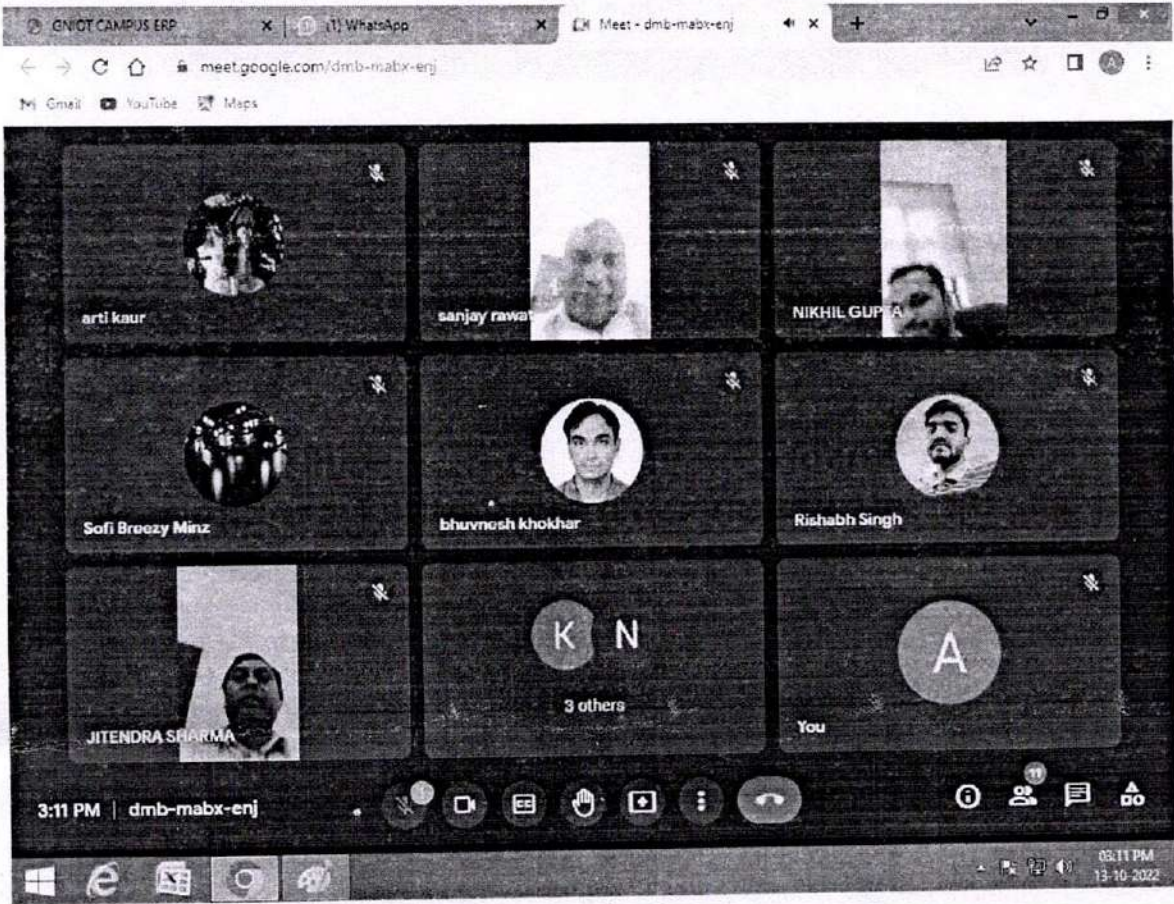 GNIOT CAMPUS ERP
(1) WhatsApp
Meet - dmb-mabx-enj
meet.google.com/dmb-mabx-enj
A
Gmail
YouTube
Maps
arti kaur
sanjay rawat
NIKHIL GUPTA
Sofi Breezy Minz
bhuvnesh khokhar
Rishabh Singh
JITENDRA SHARMA
K N
3 others
A
You
3:11 PM | dmb-mabx-enj
CC
11
03:11 PM
13-10-2022